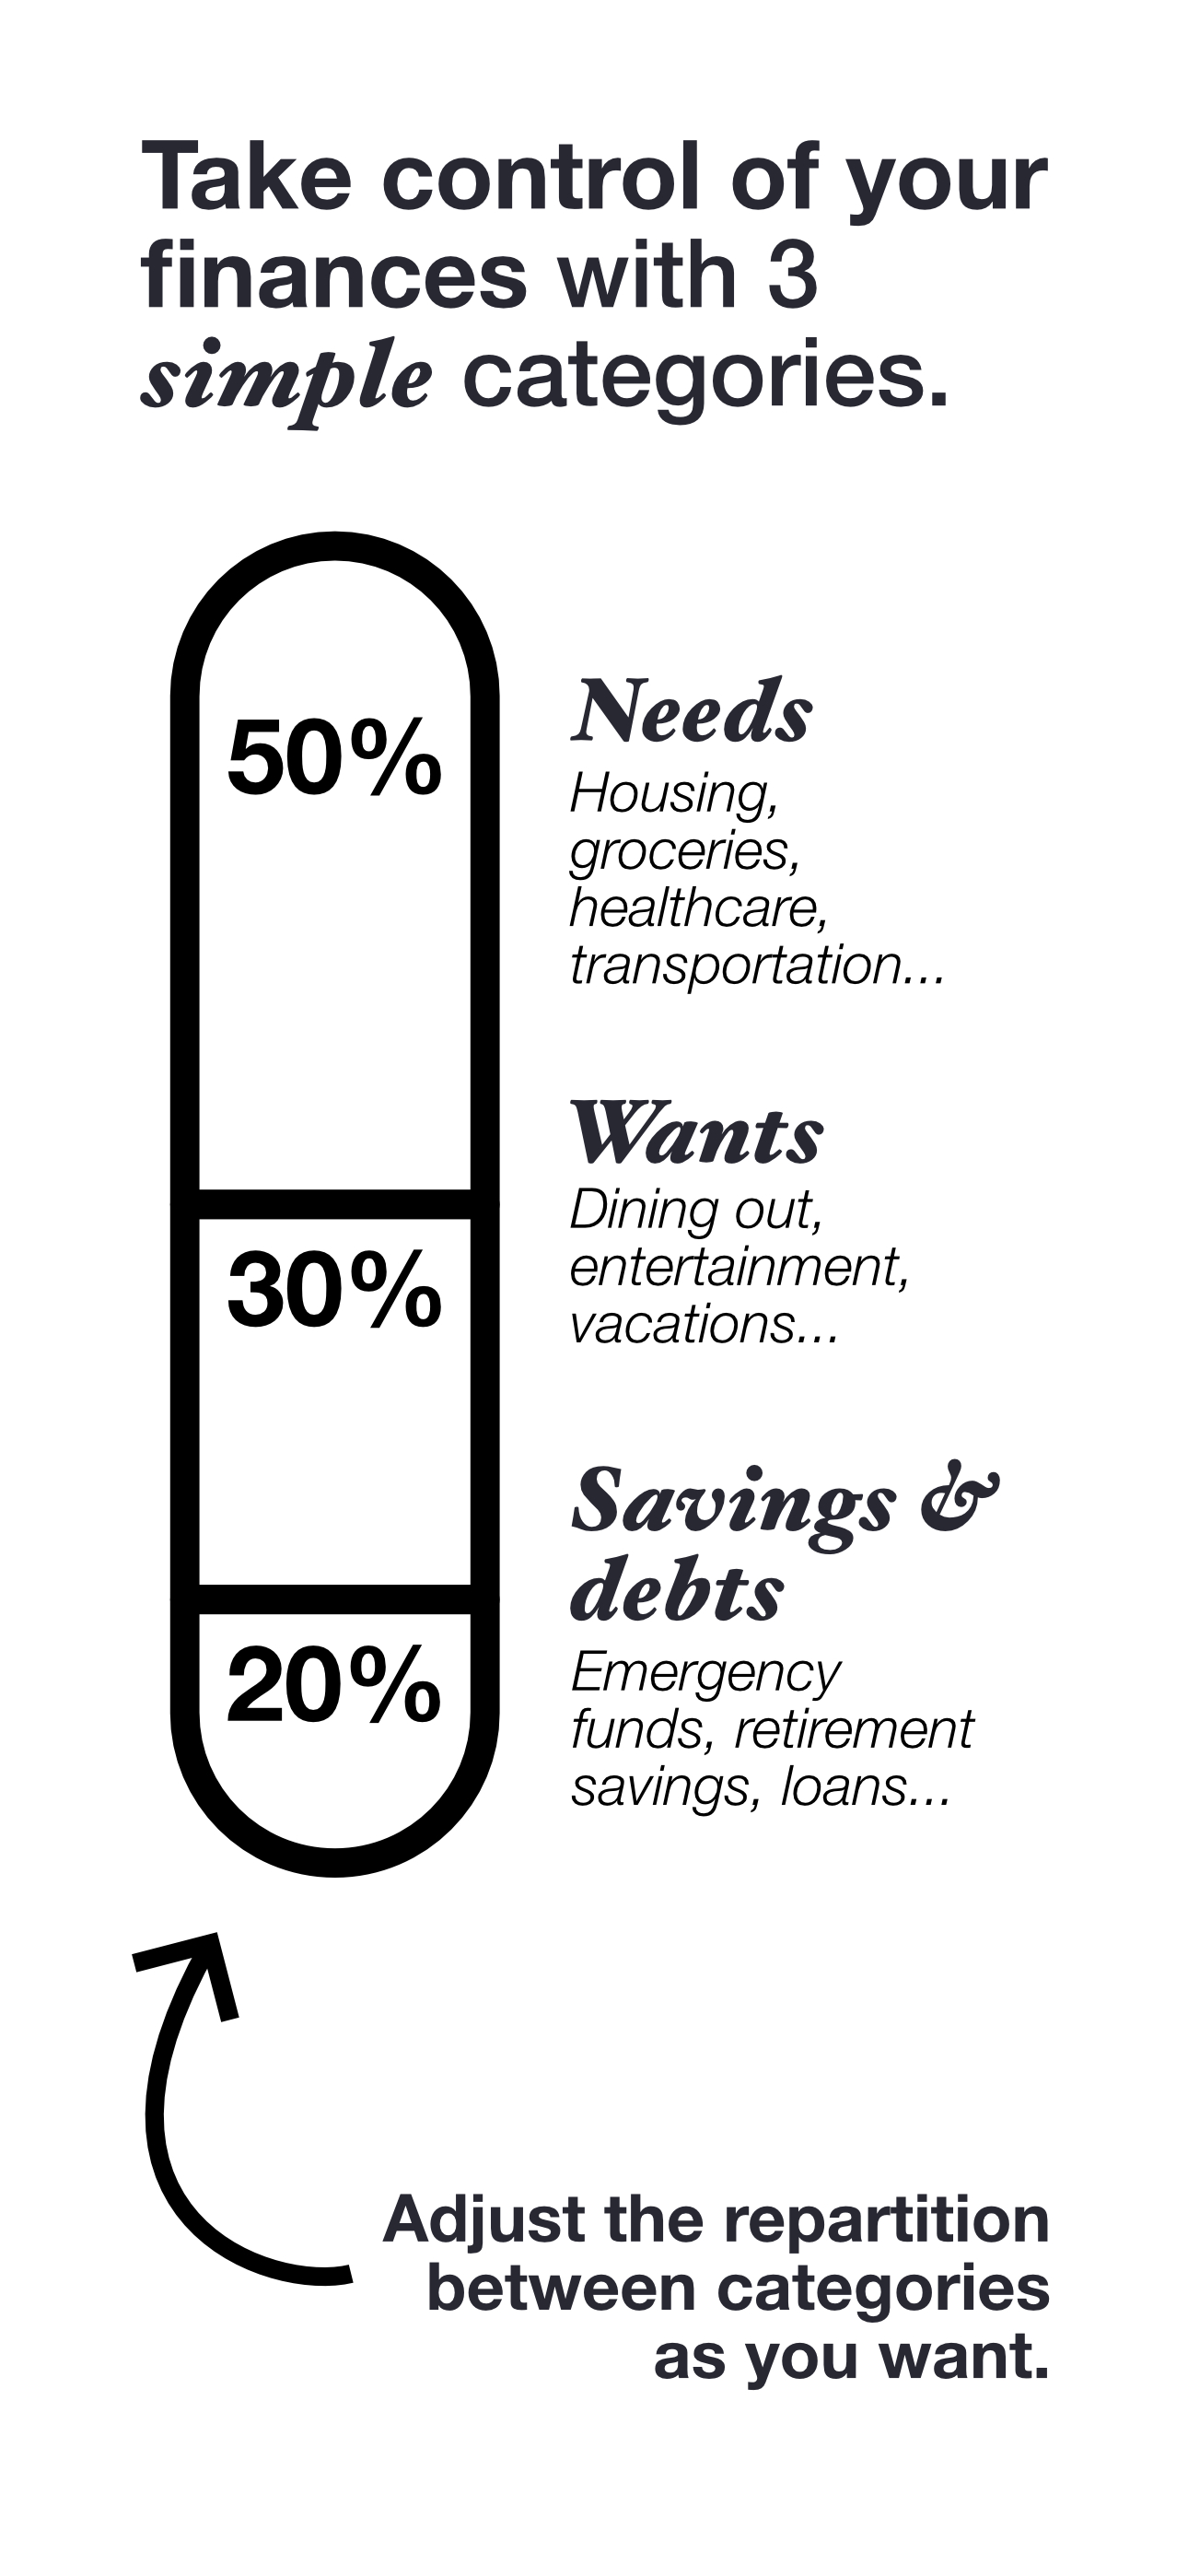 Take control of your
finances with 3
simple categories.
50%
Needs
Housing,
groceries,
healthcare,
transportation...
30%
Wants
Dining out,
entertainment,
vacations...
20%
Savings &
debts
Emergency
funds, retirement
savings, loans...
Adjust the repartition
between categories
as you want.